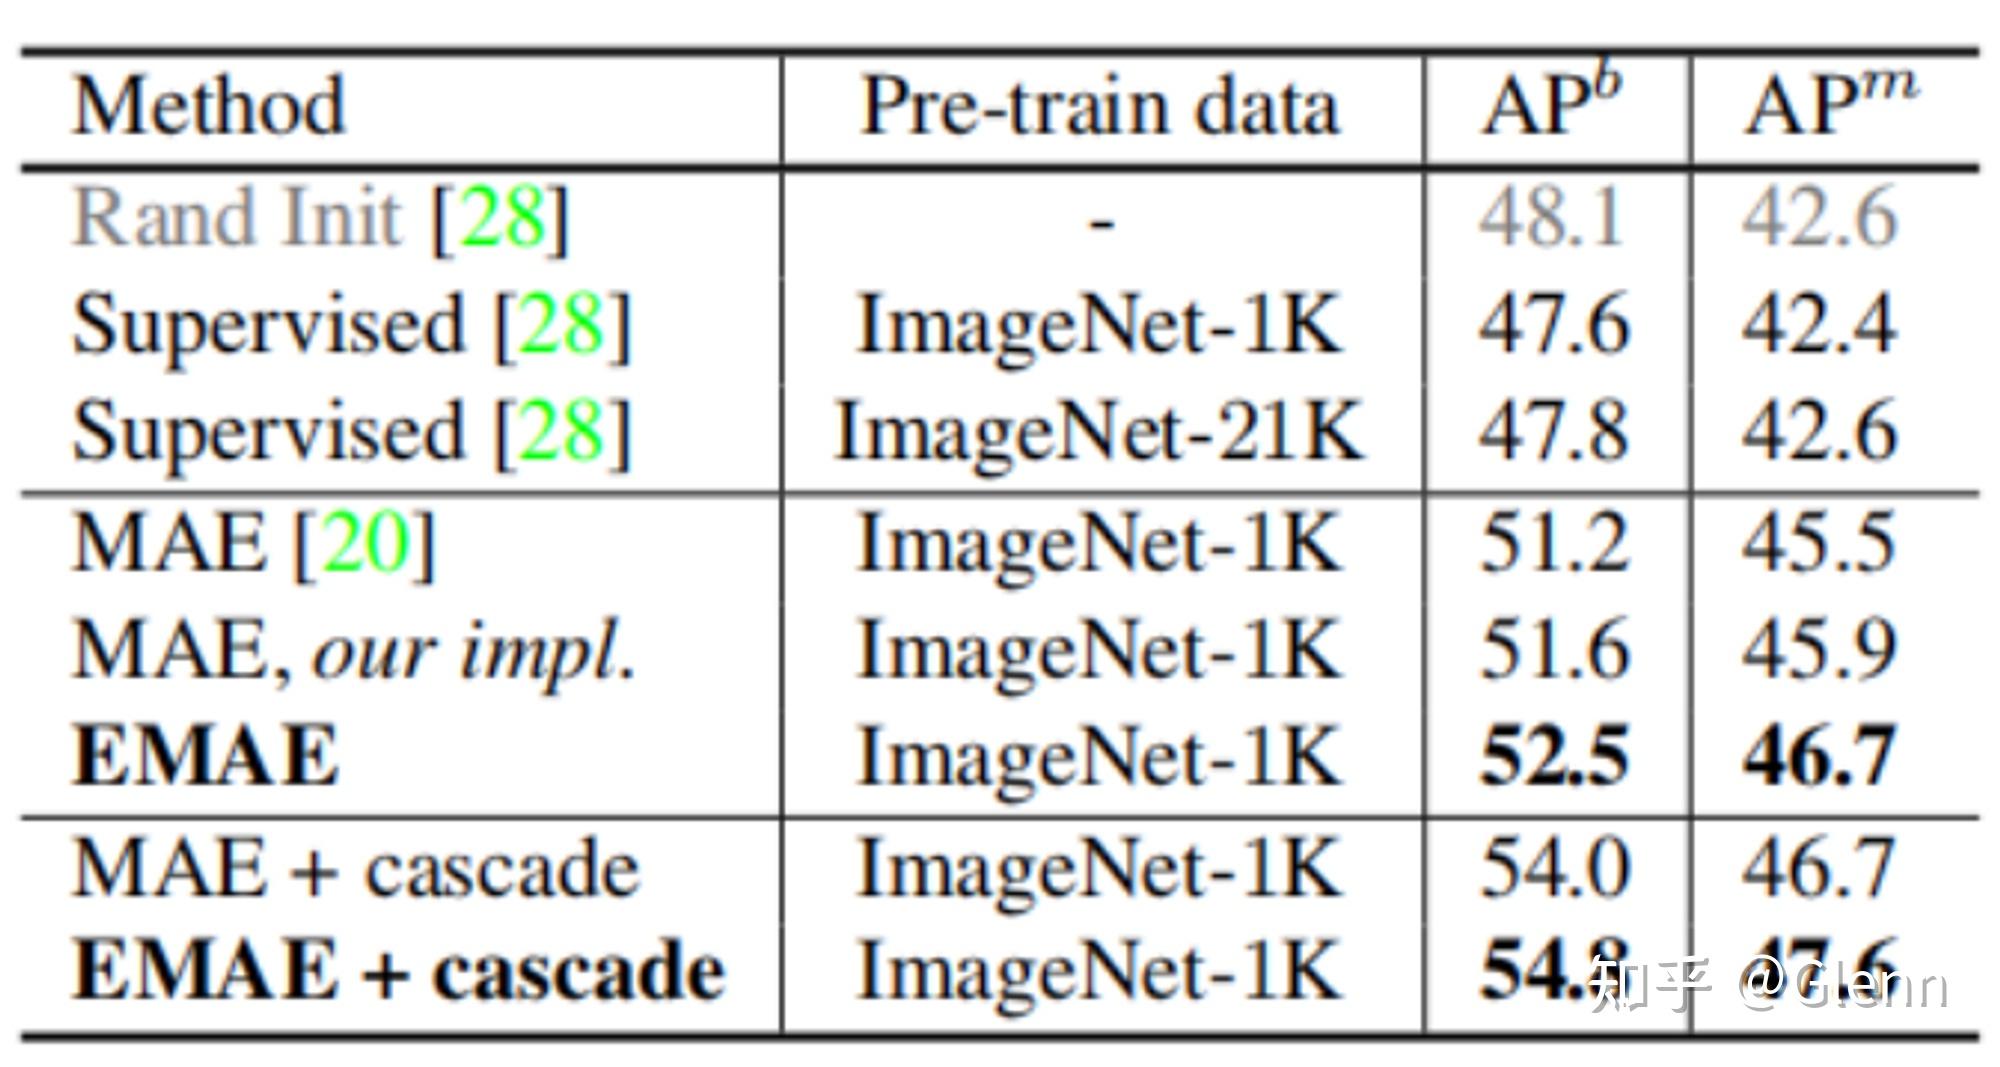 Method Pre-train data AP^b AP^m
Rand Init [28] - 48.1 42.6
Supervised [28] ImageNet-1K 47.6 42.4
Supervised [28] ImageNet-21K 47.8 42.6
MAE [20] ImageNet-1K 51.2 45.5
MAE, our impl. ImageNet-1K 51.6 45.9
EMAE ImageNet-1K 52.5 46.7
MAE + cascade ImageNet-1K 54.0 46.7
EMAE + cascade ImageNet-1K 47.6
知乎 @Glenn